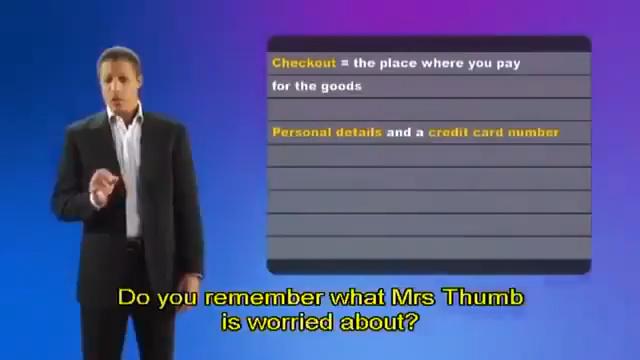 Checkout = the place where you pay
for the goods
Personal details and a credit card number
Do you remember what Mrs Thumb
is worried about?